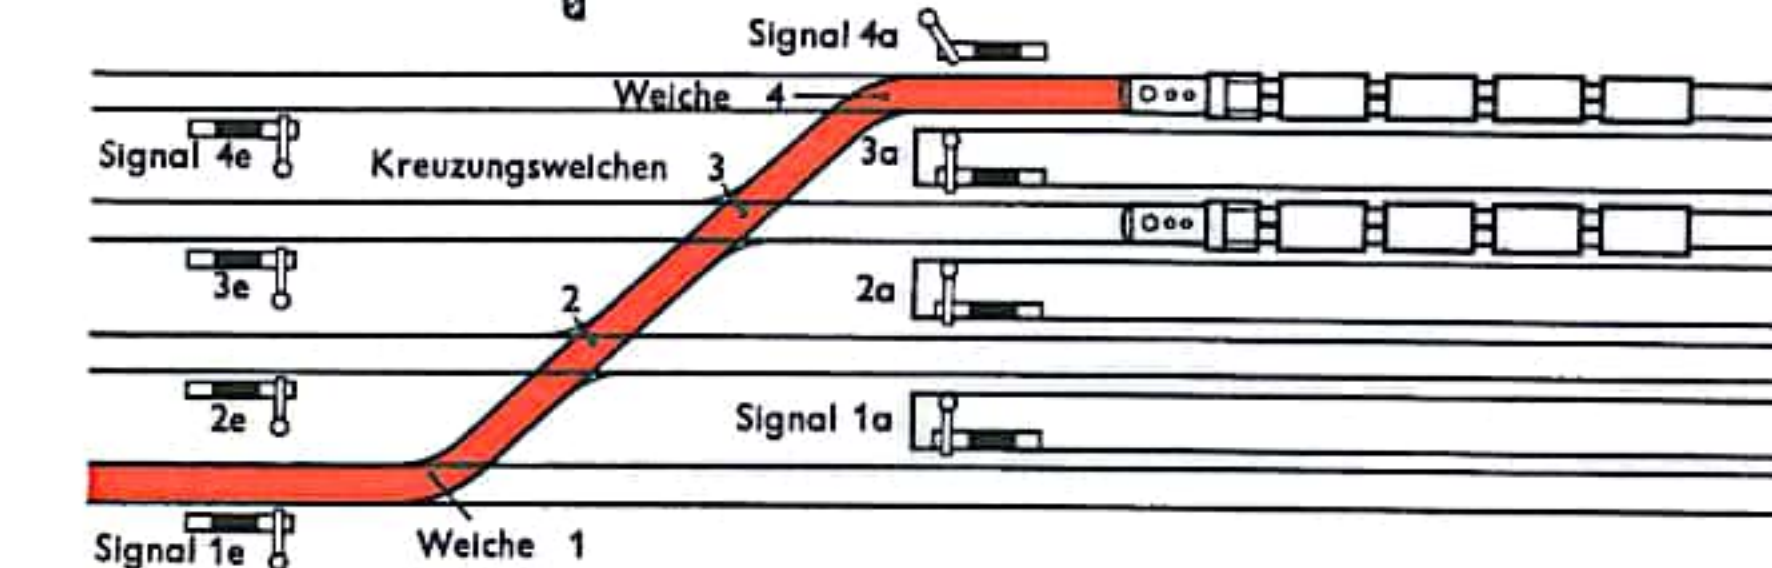 Signal 4a
Weiche 4
Signal 4e
Kreuzungsweichen 3
3a
3e
2
2a
2e
Signal 1a
Signal 1e
Weiche 1